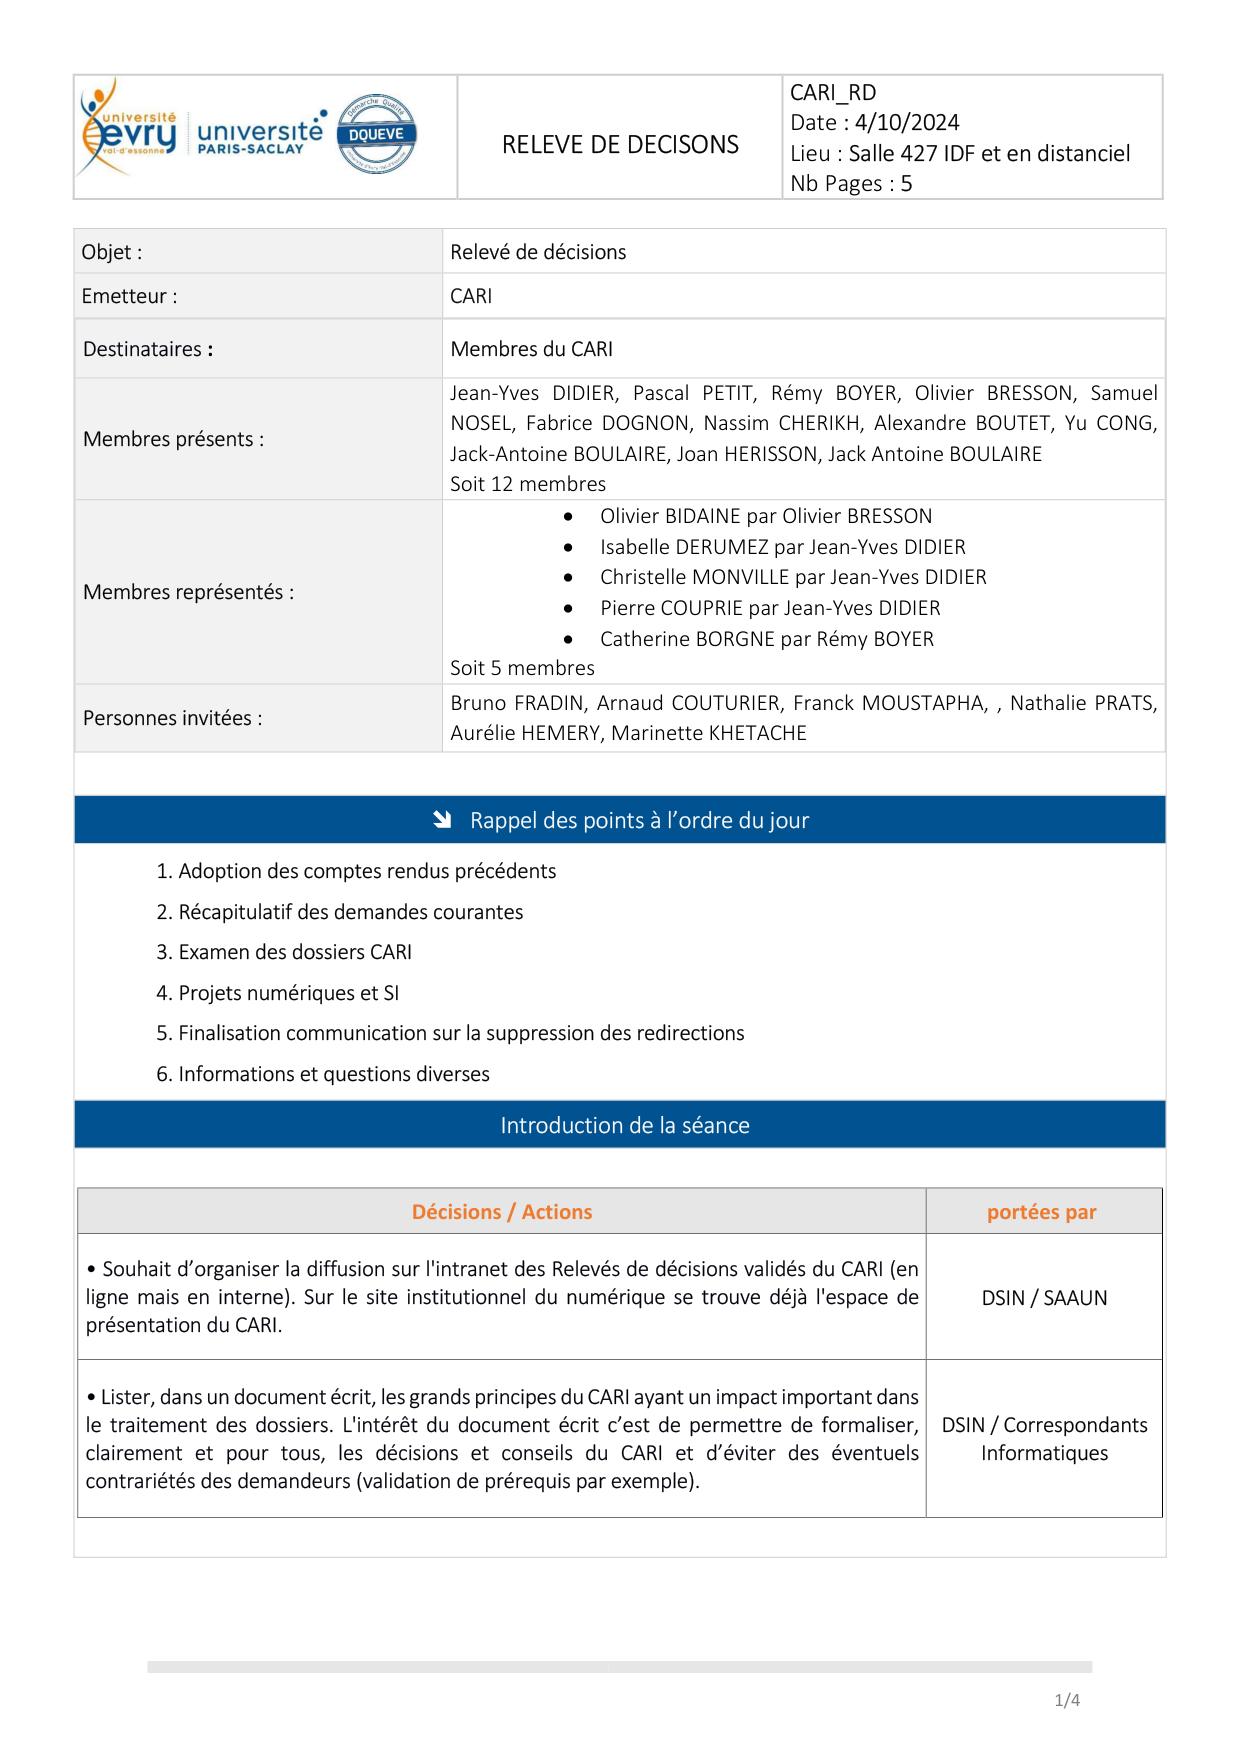 université
evry
val-d'essonne
université
PARIS-SACLAY
Démarche Qualité
DQUEVE
RELEVE DE DECISONS
CARI_RD
Date : 4/10/2024
Lieu : Salle 427 IDF et en distanciel
Nb Pages : 5
Objet :
Relevé de décisions
Emetteur :
CARI
Destinataires :
Membres du CARI
Membres présents :
Jean-Yves DIDIER, Pascal PETIT, Rémy BOYER, Olivier BRESSON, Samuel
NOSEL, Fabrice DOGNON, Nassim CHERIKH, Alexandre BOUTET, Yu CONG,
Jack-Antoine BOULAIRE, Joan HERISSON, Jack Antoine BOULAIRE
Soit 12 membres
Membres représentés :
• Olivier BIDAINE par Olivier BRESSON
• Isabelle DERUMEZ par Jean-Yves DIDIER
• Christelle MONVILLE par Jean-Yves DIDIER
• Pierre COUPRIE par Jean-Yves DIDIER
• Catherine BORGNE par Rémy BOYER
Soit 5 membres
Personnes invitées :
Bruno FRADIN, Arnaud COUTURIER, Franck MOUSTAPHA, , Nathalie PRATS,
Aurélie HEMERY, Marinette KHETACHE
Rappel des points à l’ordre du jour
1. Adoption des comptes rendus précédents
2. Récapitulatif des demandes courantes
3. Examen des dossiers CARI
4. Projets numériques et SI
5. Finalisation communication sur la suppression des redirections
6. Informations et questions diverses
Introduction de la séance
Décisions / Actions
portées par
• Souhait d’organiser la diffusion sur l'intranet des Relevés de décisions validés du CARI (en
ligne mais en interne). Sur le site institutionnel du numérique se trouve déjà l'espace de
présentation du CARI.
DSIN / SAAUN
• Lister, dans un document écrit, les grands principes du CARI ayant un impact important dans
le traitement des dossiers. L'intérêt du document écrit c’est de permettre de formaliser,
clairement et pour tous, les décisions et conseils du CARI et d’éviter des éventuels
contrariétés des demandeurs (validation de prérequis par exemple).
DSIN / Correspondants
Informatiques
1/4